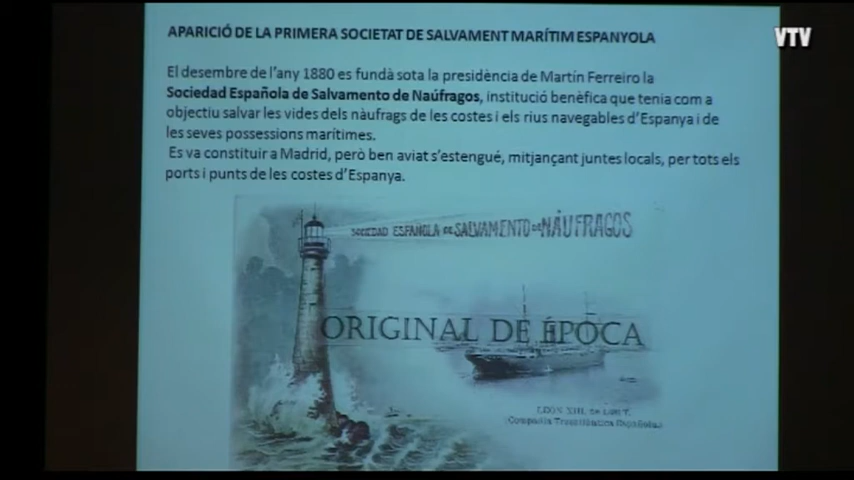 VTV
APARICIÓ DE LA PRIMERA SOCIETAT DE SALVAMENT MARÍTIM ESPANYOLA
El desembre de l'any 1880 es fundà sota la presidència de Martín Ferreiro la
Sociedad Española de Salvamento de Naúfragos, institució benèfica que tenia com a
objectiu salvar les vides dels nàufrags de les costes i els rius navegables d'Espanya i de
les seves possessions marítimes.
Es va constituir a Madrid, però ben aviat s'estengué, mitjançant juntes locals, per tots els
ports i punts de les costes d'Espanya.
SOCIEDAD ESPAÑOLA DE SALVAMENTO DE NÁUFRAGOS
ORIGINAL DE ÉPOCA
LEÓN XIII. de
(Compañía Trasatlántica Española)